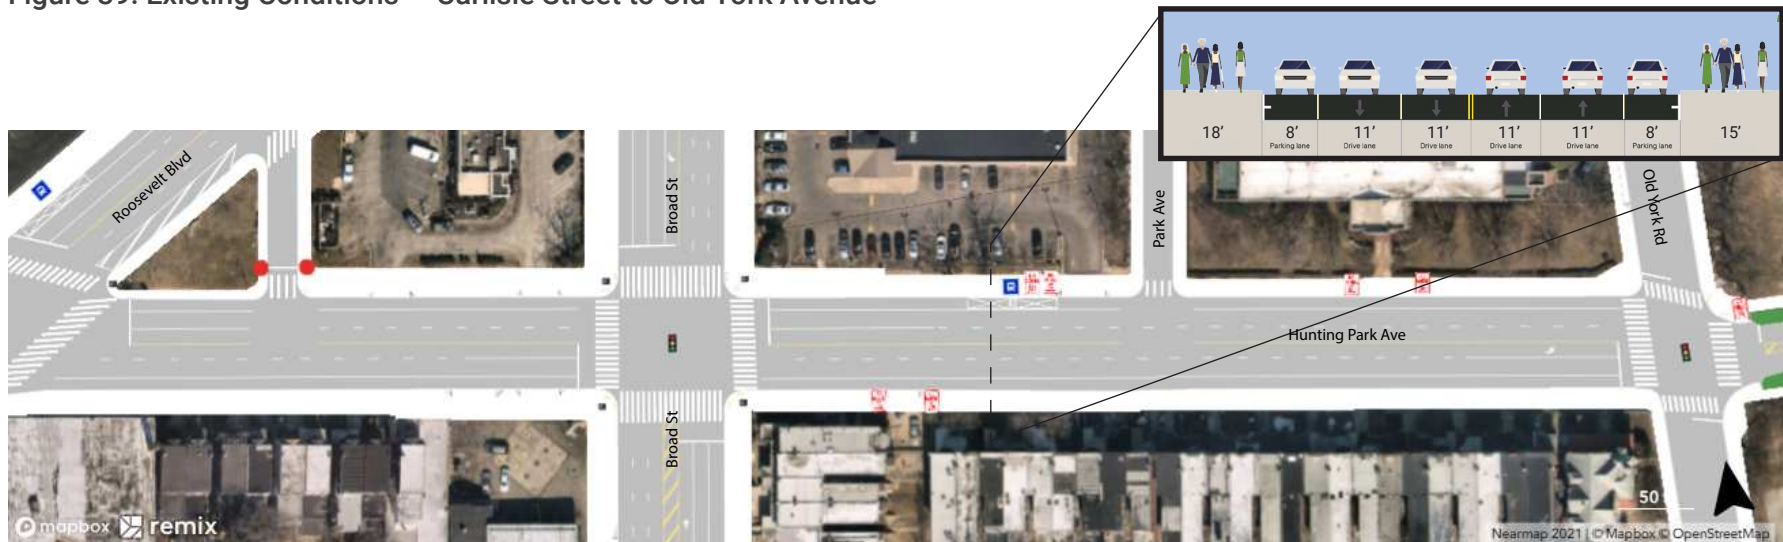 Figure 39: Existing Conditions — Carlisle Street to Old York Avenue
18’ 8’ 11’ 11’ 11’ 11’ 8’ 15’
Parking lane Drive lane Drive lane Drive lane Drive lane Parking lane
Roosevelt Blvd
Broad St
Park Ave
Old York Rd
Hunting Park Ave
Broad St
50
mapbox remix
Nearmap 2021 | © Mapbox © OpenStreetMap